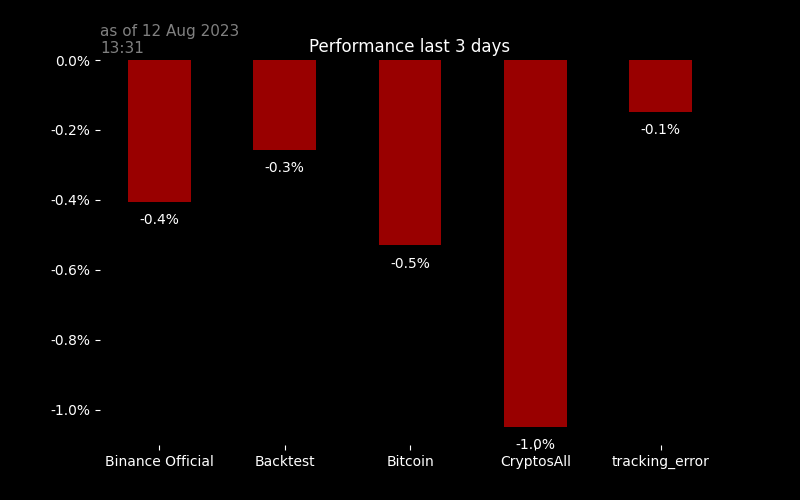 as of 12 Aug 2023
13:31
Performance last 3 days
0.0%
-0.2%
-0.4%
-0.6%
-0.8%
-1.0%
-0.4%
-0.3%
-0.5%
-1.0%
-0.1%
Binance Official
Backtest
Bitcoin
CryptosAll
tracking_error